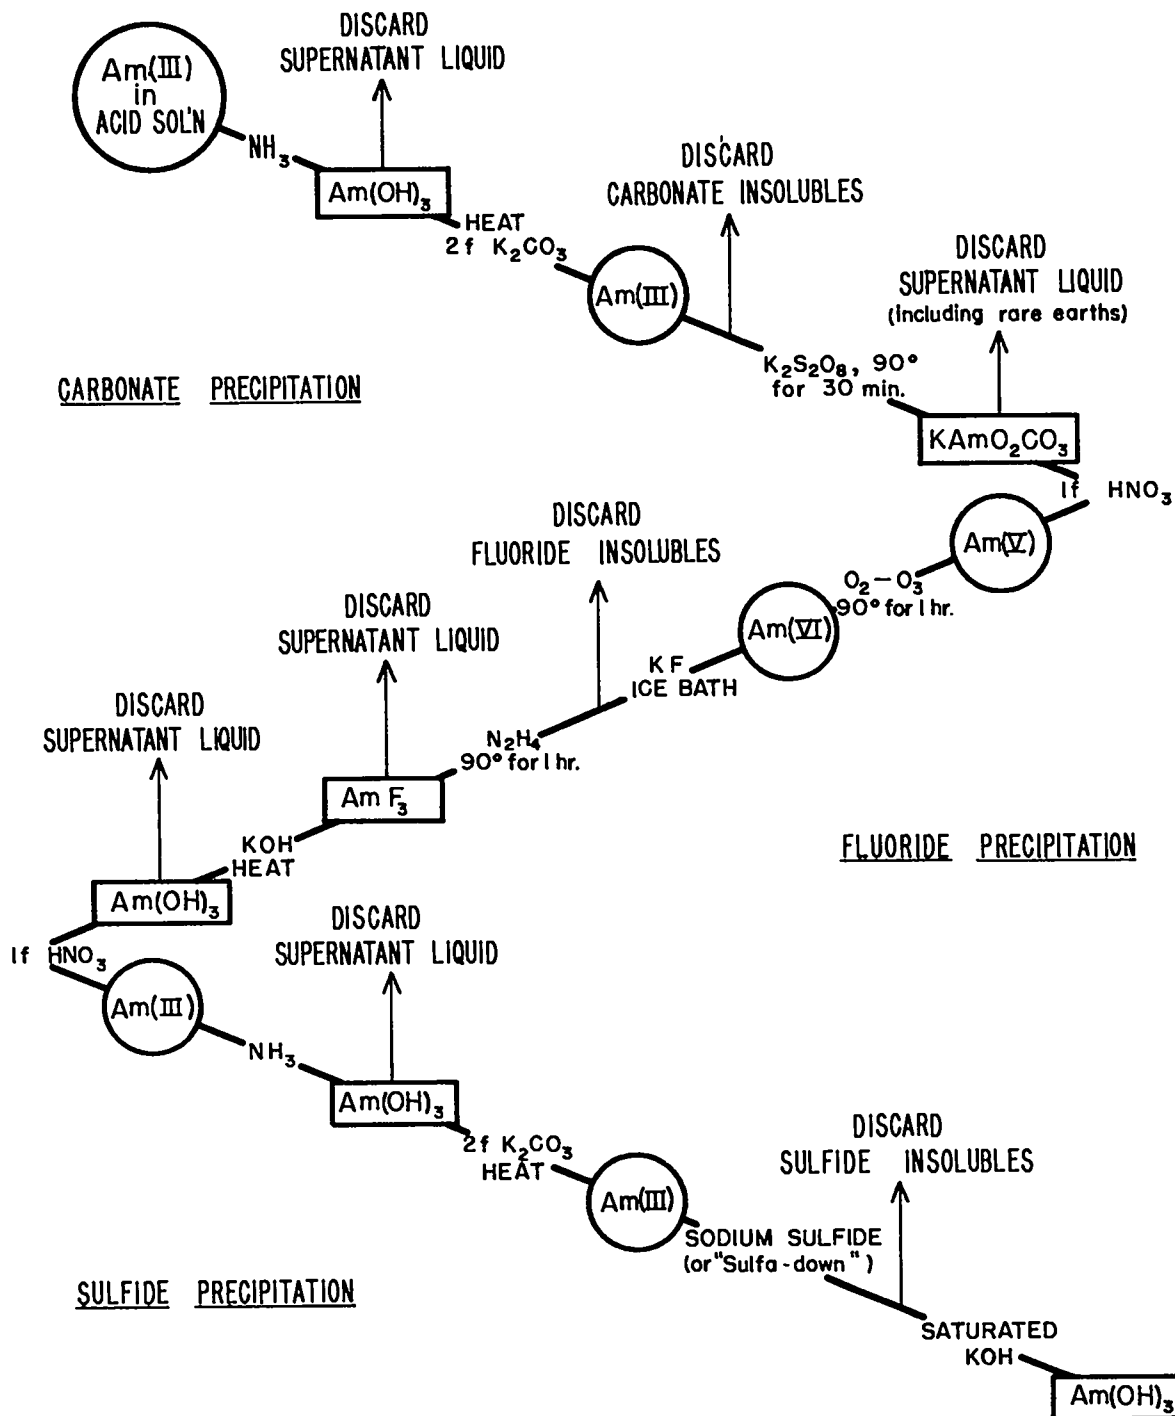 DISCARD
SUPERNATANT LIQUID
Am(III)
in
ACID SOL'N
NH₃
Am(OH)₃
HEAT
2f K₂CO₃
Am(III)
DISCARD
CARBONATE INSOLUBLES
K₂S₂O₈, 90°
for 30 min.
DISCARD
SUPERNATANT LIQUID
(including rare earths)
CARBONATE PRECIPITATION
KAmO₂CO₃
1f HNO₃
Am(V)
O₂-O₃
90° for 1 hr.
Am(VI)
KF
ICE BATH
DISCARD
FLUORIDE INSOLUBLES
N₂H₄
90° for 1 hr.
DISCARD
SUPERNATANT LIQUID
AmF₃
KOH
HEAT
FLUORIDE PRECIPITATION
DISCARD
SUPERNATANT LIQUID
Am(OH)₃
1f HNO₃
Am(III)
NH₃
DISCARD
SUPERNATANT LIQUID
Am(OH)₃
2f K₂CO₃
HEAT
Am(III)
SODIUM SULFIDE
(or "Sulfa-down")
DISCARD
SULFIDE INSOLUBLES
SULFIDE PRECIPITATION
SATURATED
KOH
Am(OH)₃